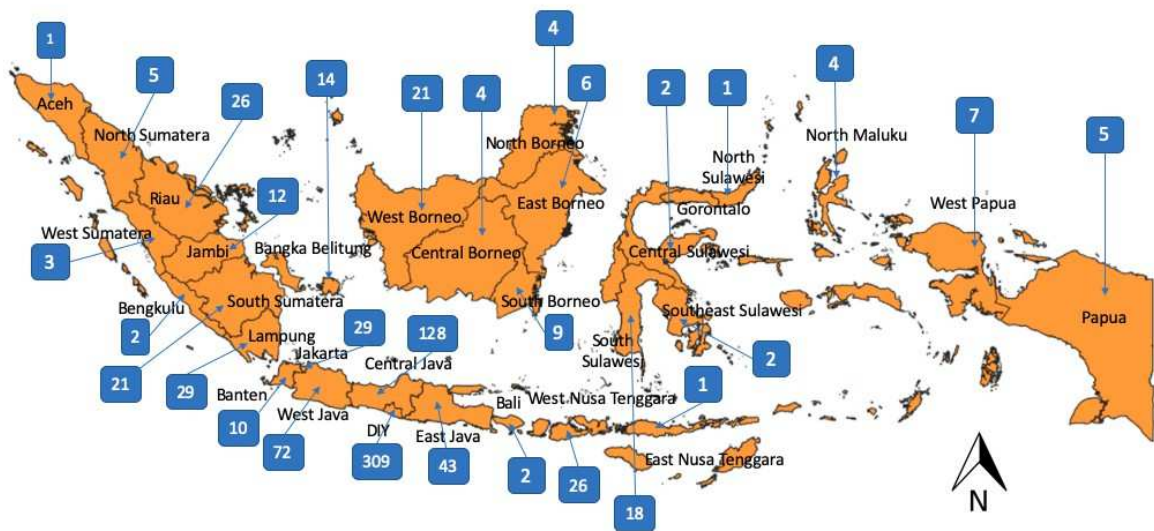 4
1
5
26
14
21
4
6
2
1
4
7
5
Aceh
North Sumatera
North Borneo
North Maluku
North
Sulawesi
Riau
12
West Borneo
East Borneo
Gorontalo
West Papua
West Sumatera
3
Jambi
Bangka Belitung
Central Borneo
Central Sulawesi
Bengkulu
South Sumatera
South Borneo
Southeast Sulawesi
Papua
2
Lampung
29
128
9
South
Sulawesi
2
21
29
Jakarta
Central Java
1
Banten
West Java
Bali
West Nusa Tenggara
10
DIY
East Java
72
309
43
2
26
East Nusa Tenggara
18
N